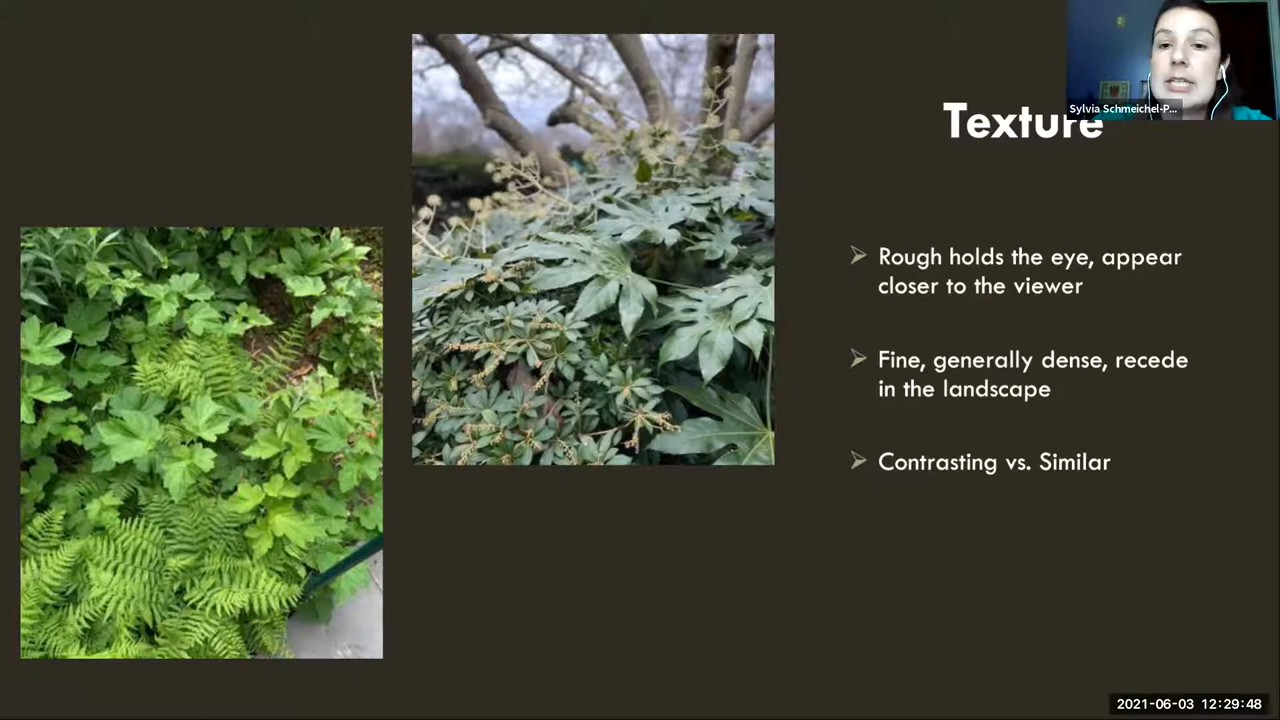 Sylvia Schmeichel-P...
Texture
Rough holds the eye, appear
closer to the viewer
Fine, generally dense, recede
in the landscape
Contrasting vs. Similar
2021-06-03 12:29:48